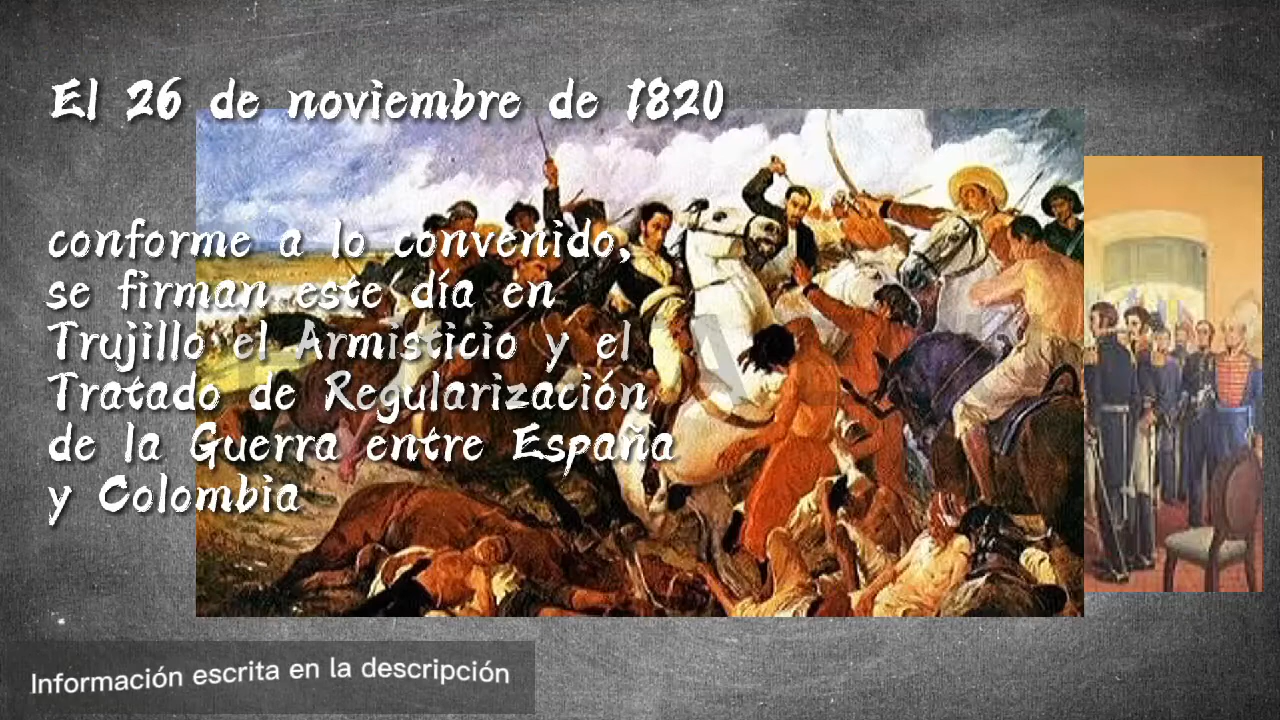 El 26 de noviembre de 1820
conforme a lo convenido,
se firman este día en
Trujillo el Armisticio y el
Tratado de Regularización
de la Guerra entre España
y Colombia
Información escrita en la descripción